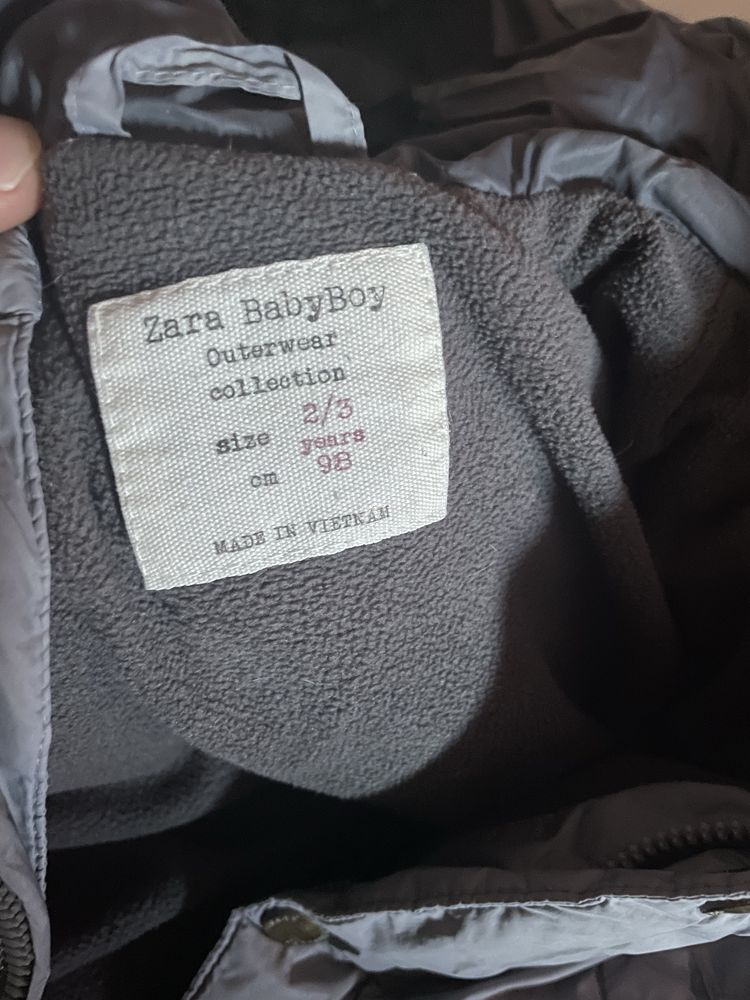 Zara BabyBoy
Outerwear
collection
size 2/3
years
cm 98
MADE IN VIETNAM